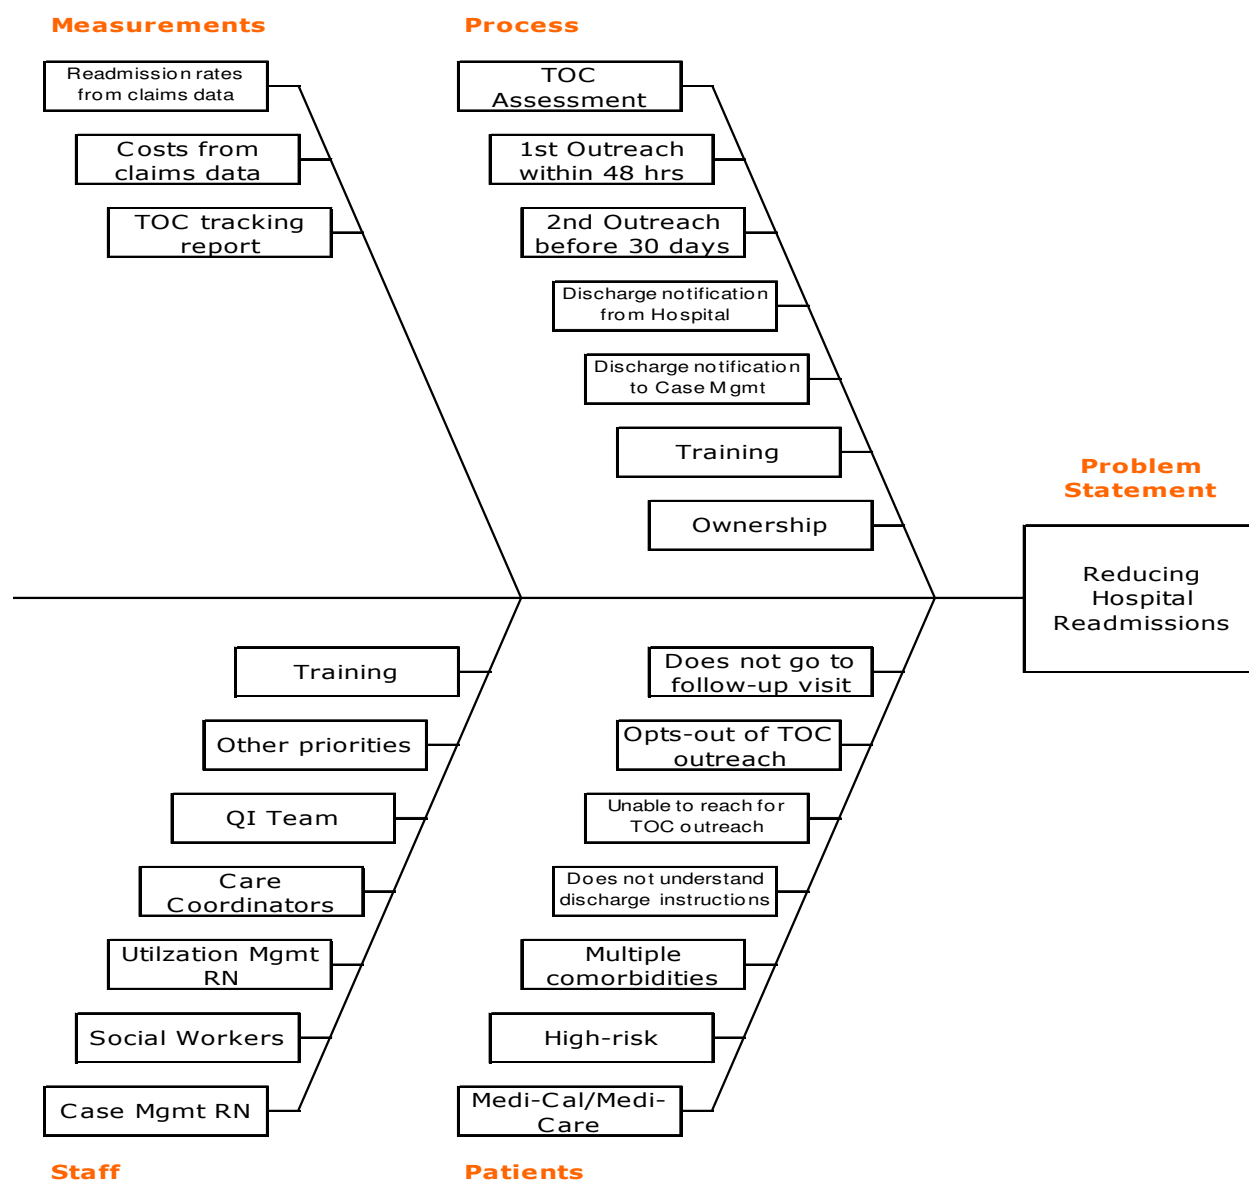 Measurements
Readmission rates
from claims data
Costs from
claims data
TOC tracking
report
Process
TOC
Assessment
1st Outreach
within 48 hrs
2nd Outreach
before 30 days
Discharge notification
from Hospital
Discharge notification
to Case Mgmt
Training
Ownership
Problem
Statement
Reducing
Hospital
Readmissions
Training
Other priorities
QI Team
Care
Coordinators
Utilzation Mgmt
RN
Social Workers
Case Mgmt RN
Staff
Does not go to
follow-up visit
Opts-out of TOC
outreach
Unable to reach for
TOC outreach
Does not understand
discharge instructions
Multiple
comorbidities
High-risk
Medi-Cal/Medi-
Care
Patients